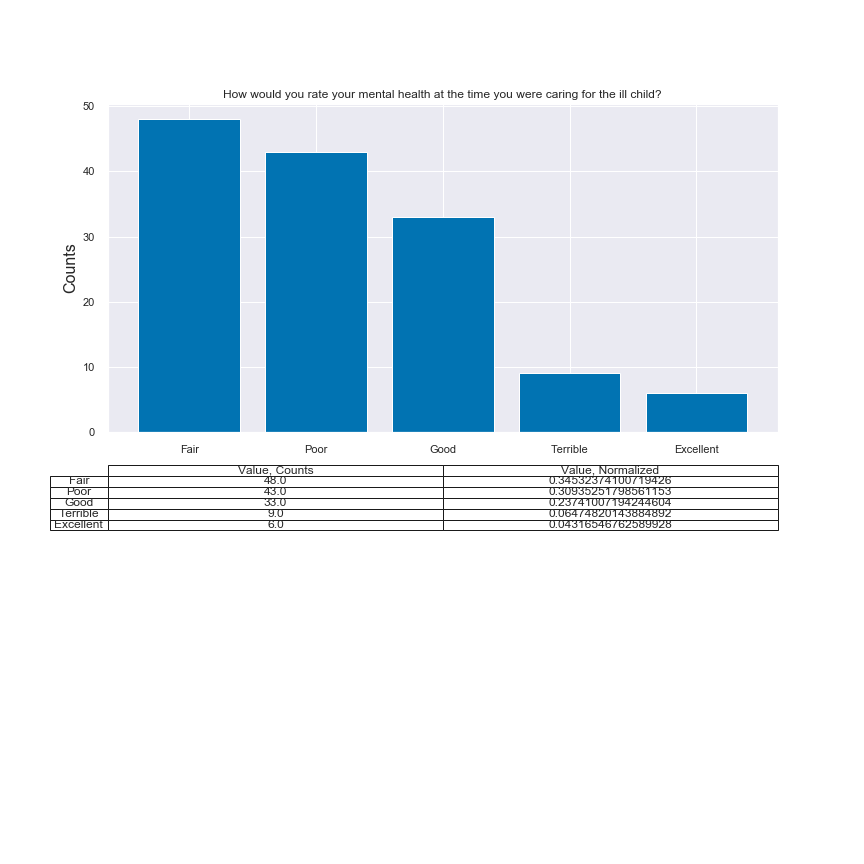 How would you rate your mental health at the time you were caring for the ill child?
50
40
30
20
10
0
Counts
Fair Poor Good Terrible Excellent
Value, Counts Value, Normalized
Fair 48.0 0.34532374100719426
Poor 43.0 0.30935251798561153
Good 33.0 0.23741007194244604
Terrible 9.0 0.06474820143884892
Excellent 6.0 0.04316546762589928